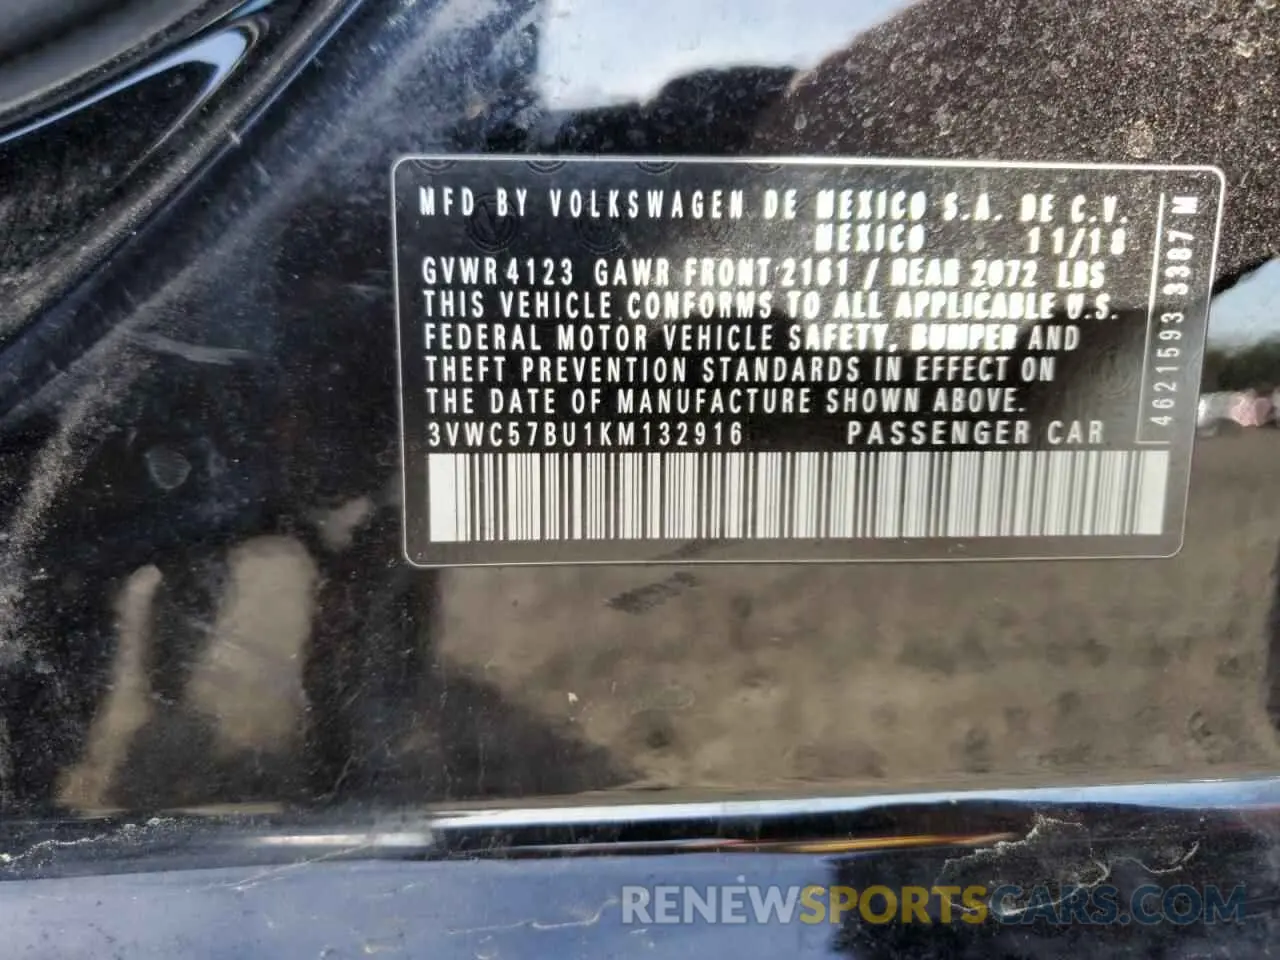 MFD BY VOLKSWAGEN DE MEXICO S.A. DE C.V.
MEXICO 11/18
GVWR 4123 GAWR FRONT 2161 / REAR 2072 LBS
THIS VEHICLE CONFORMS TO ALL APPLICABLE U.S.
FEDERAL MOTOR VEHICLE SAFETY, BUMPER AND
THEFT PREVENTION STANDARDS IN EFFECT ON
THE DATE OF MANUFACTURE SHOWN ABOVE.
3VWC57BU1KM132916 PASSENGER CAR
4621593 3387 M
RENEWSPORTSCARS.COM